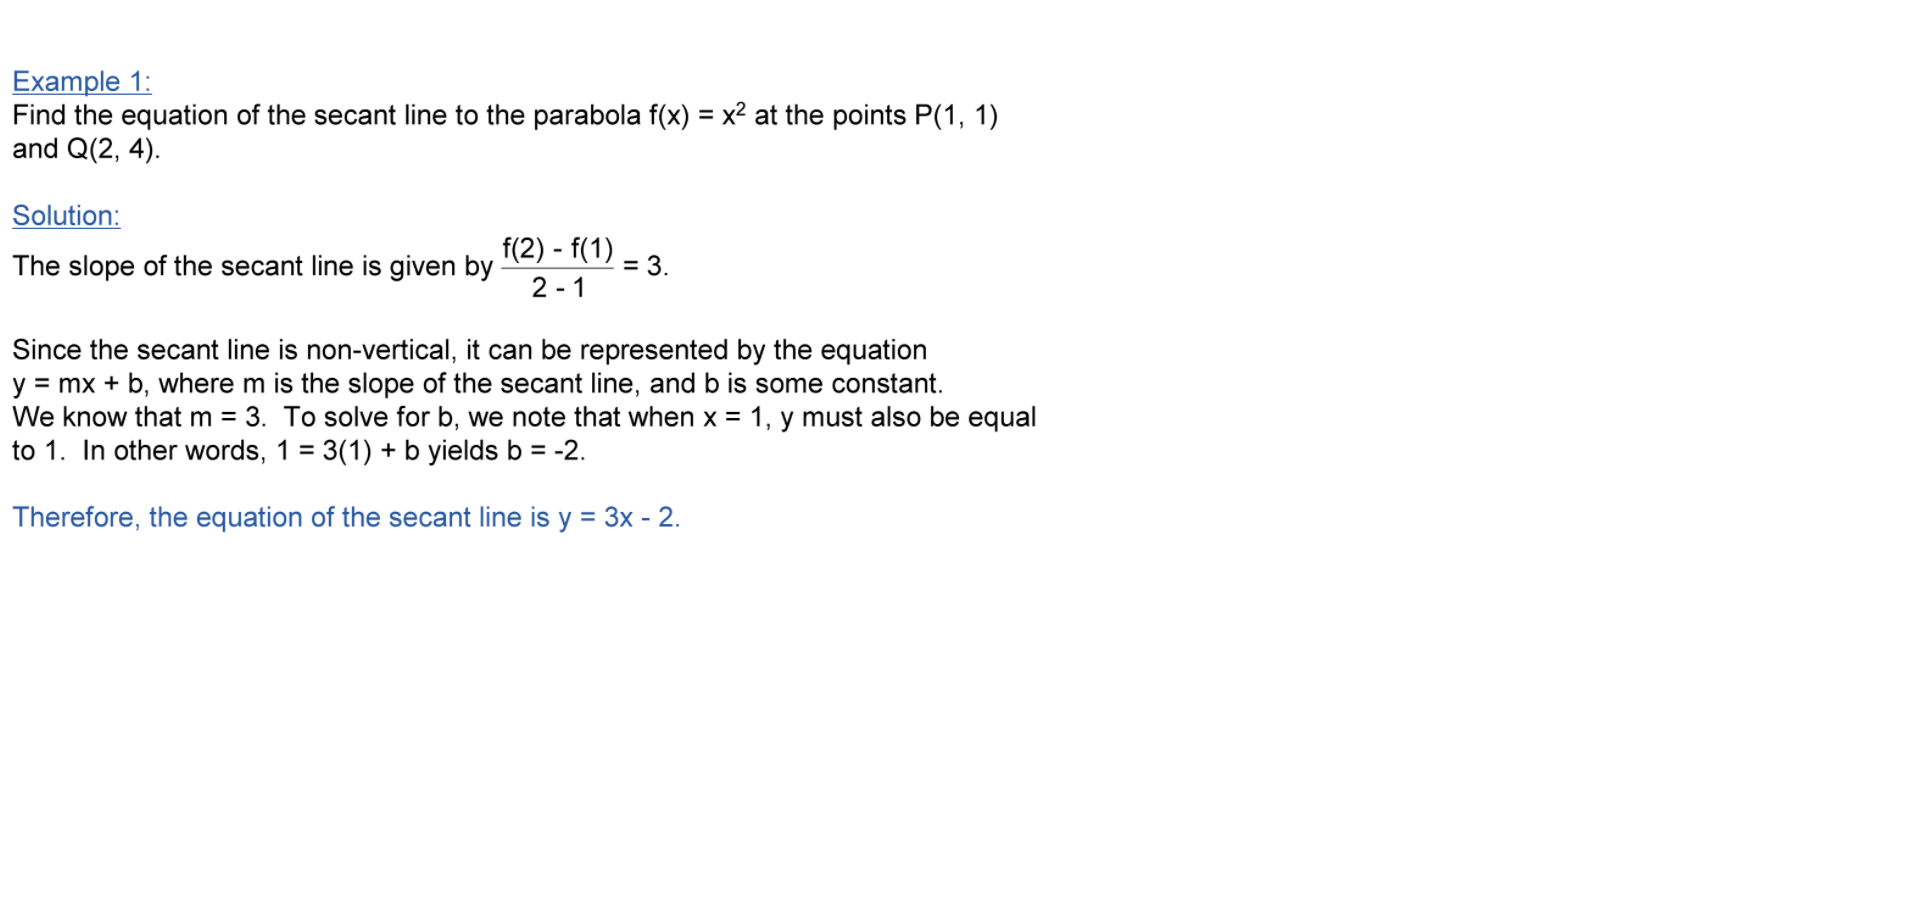 Example 1:
Find the equation of the secant line to the parabola f(x) = x² at the points P(1, 1)
and Q(2, 4).
Solution:
The slope of the secant line is given by (f(2) - f(1)) / (2 - 1) = 3.
Since the secant line is non-vertical, it can be represented by the equation
y = mx + b, where m is the slope of the secant line, and b is some constant.
We know that m = 3.  To solve for b, we note that when x = 1, y must also be equal
to 1.  In other words, 1 = 3(1) + b yields b = -2.
Therefore, the equation of the secant line is y = 3x - 2.